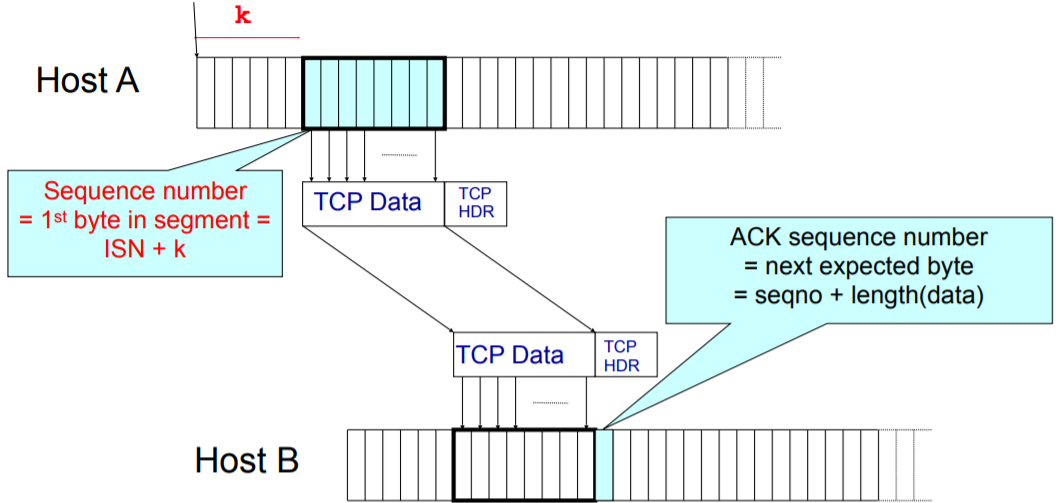 k
Host A
Sequence number
= 1st byte in segment =
ISN + k
TCP Data
TCP
HDR
ACK sequence number
= next expected byte
= seqno + length(data)
TCP Data
TCP
HDR
Host B